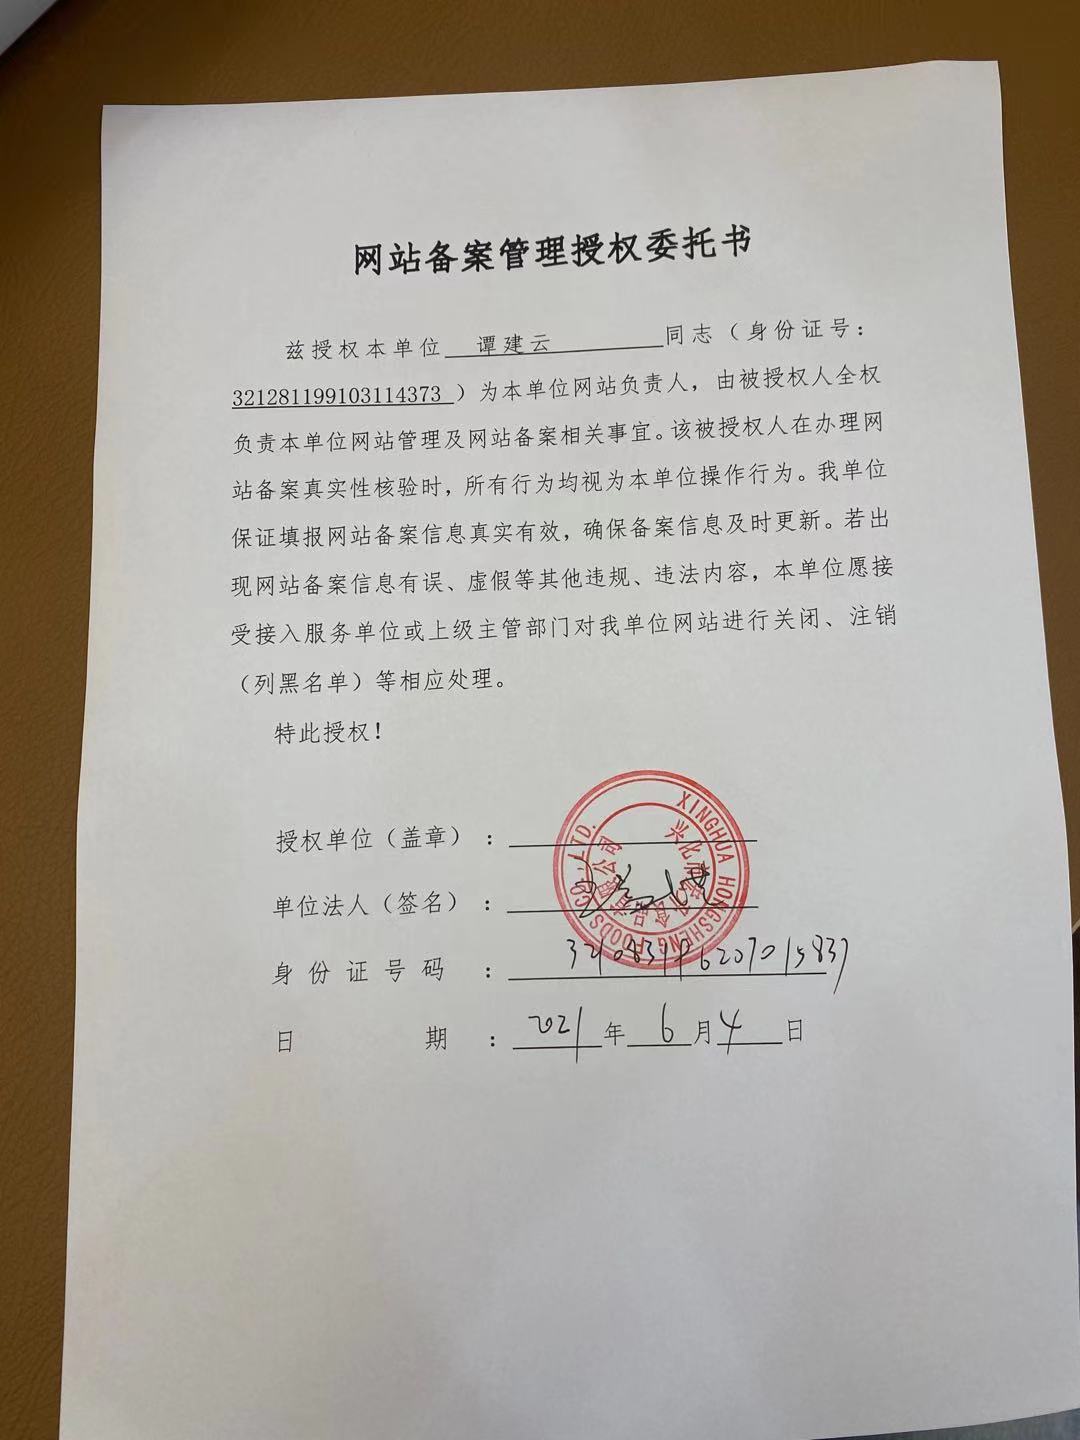 网站备案管理授权委托书
兹授权本单位 谭建云 同志（身份证号：
321281199103114373 ）为本单位网站负责人，由被授权人全权
负责本单位网站管理及网站备案相关事宜。该被授权人在办理网
站备案真实性核验时，所有行为均视为本单位操作行为。我单位
保证填报网站备案信息真实有效，确保备案信息及时更新。若出
现网站备案信息有误、虚假等其他违规、违法内容，本单位愿接
受接入服务单位或上级主管部门对我单位网站进行关闭、注销
（列黑名单）等相应处理。
特此授权！
授权单位（盖章）：
XINGHUA HONGSHENG FOODS CO.,LTD.
食品有限公司
单位法人（签名）：
身份证号码：321083196207015837
日期：2021年6月4日